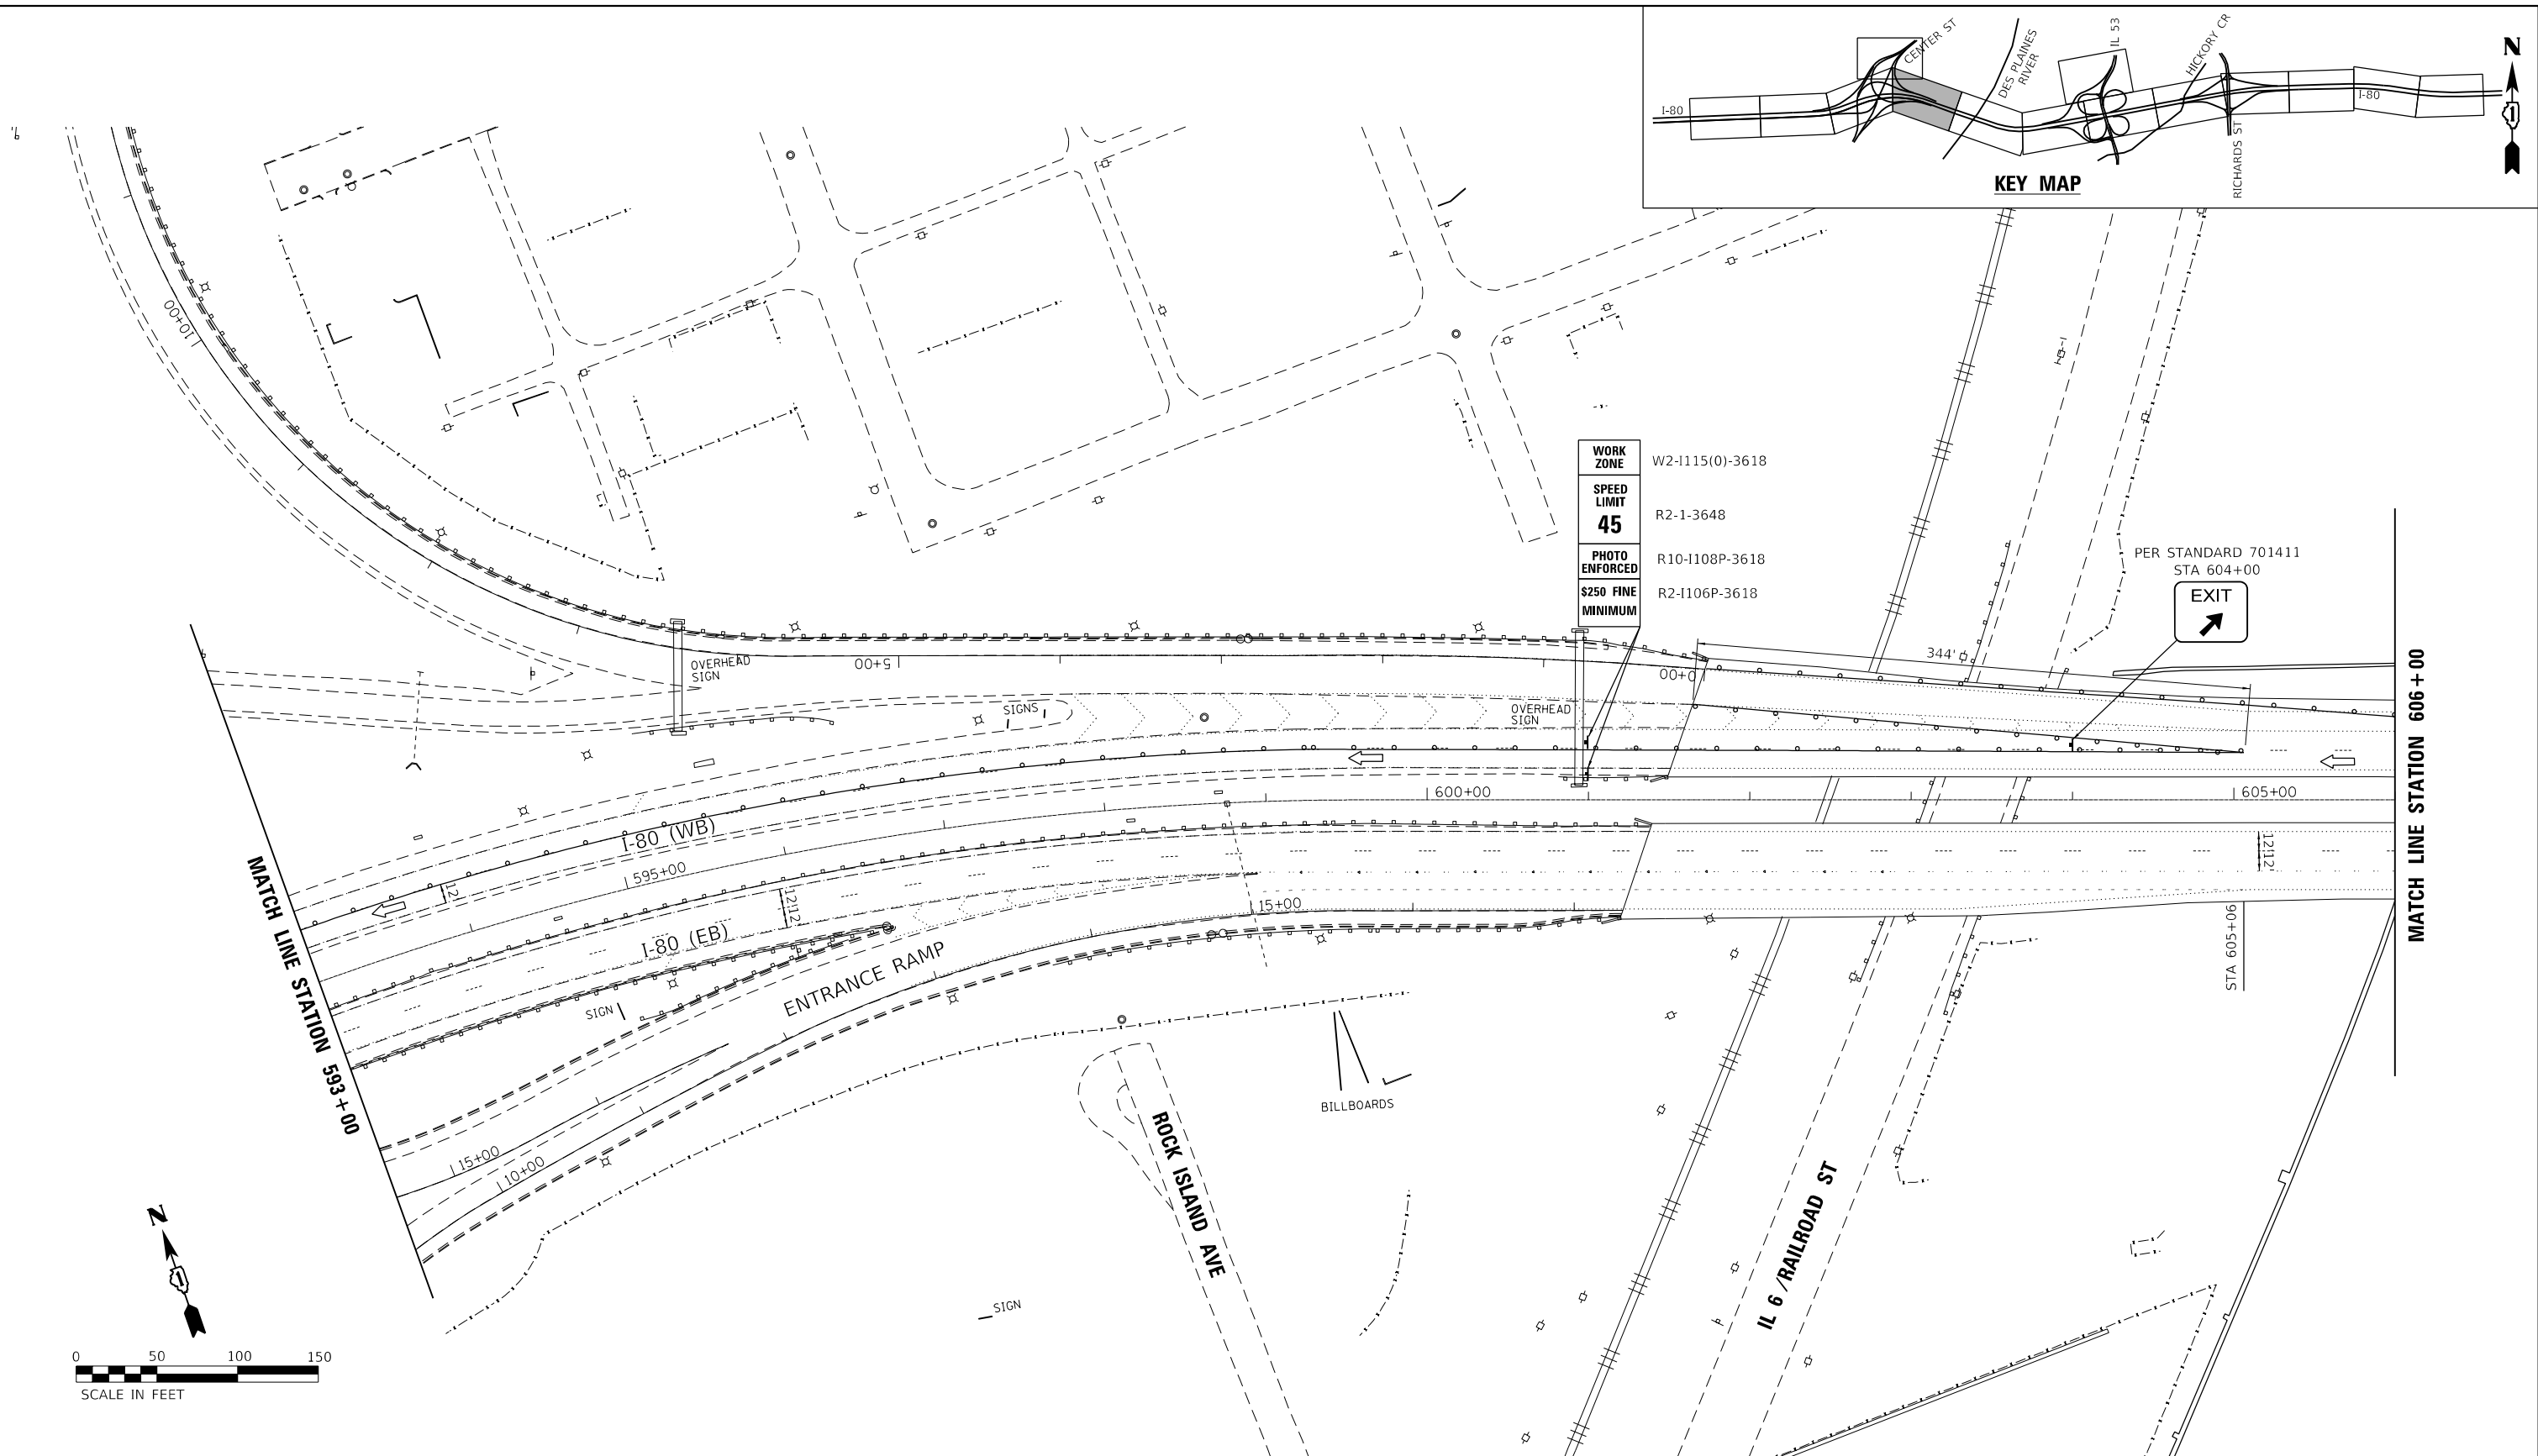 I-80
CENTER ST
DES PLAINES
RIVER
IL 53
HICKORY CR
I-80
RICHARDS ST
N
1
KEY MAP
10+00
WORK
ZONE
W2-I115(0)-3618
SPEED
LIMIT
45
R2-1-3648
PHOTO
ENFORCED
R10-I108P-3618
$250 FINE
MINIMUM
R2-I106P-3618
PER STANDARD 701411
STA 604+00
EXIT
OVERHEAD
SIGN
5+00
344'
0+00
SIGNS
OVERHEAD
SIGN
MATCH LINE STATION 606+00
600+00
605+00
I-80 (WB)
595+00
12'
12'
12'
12'
12'
15+00
I-80 (EB)
ENTRANCE RAMP
SIGN
STA 605+06
MATCH LINE STATION 593+00
BILLBOARDS
15+00
10+00
ROCK ISLAND AVE
IL 6 /RAILROAD ST
N
1
SIGN
0 50 100 150
SCALE IN FEET